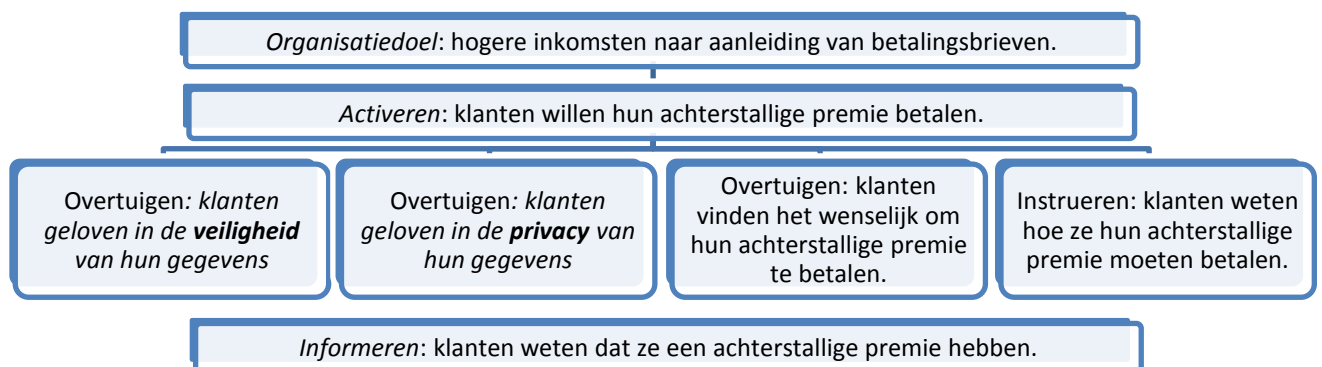 Organisatiedoel: hogere inkomsten naar aanleiding van betalingsbrieven.
Activeren: klanten willen hun achterstallige premie betalen.
Overtuigen: klanten
geloven in de veiligheid
van hun gegevens
Overtuigen: klanten
geloven in de privacy van
hun gegevens
Overtuigen: klanten
vinden het wenselijk om
hun achterstallige premie
te betalen.
Instrueren: klanten weten
hoe ze hun achterstallige
premie moeten betalen.
Informeren: klanten weten dat ze een achterstallige premie hebben.